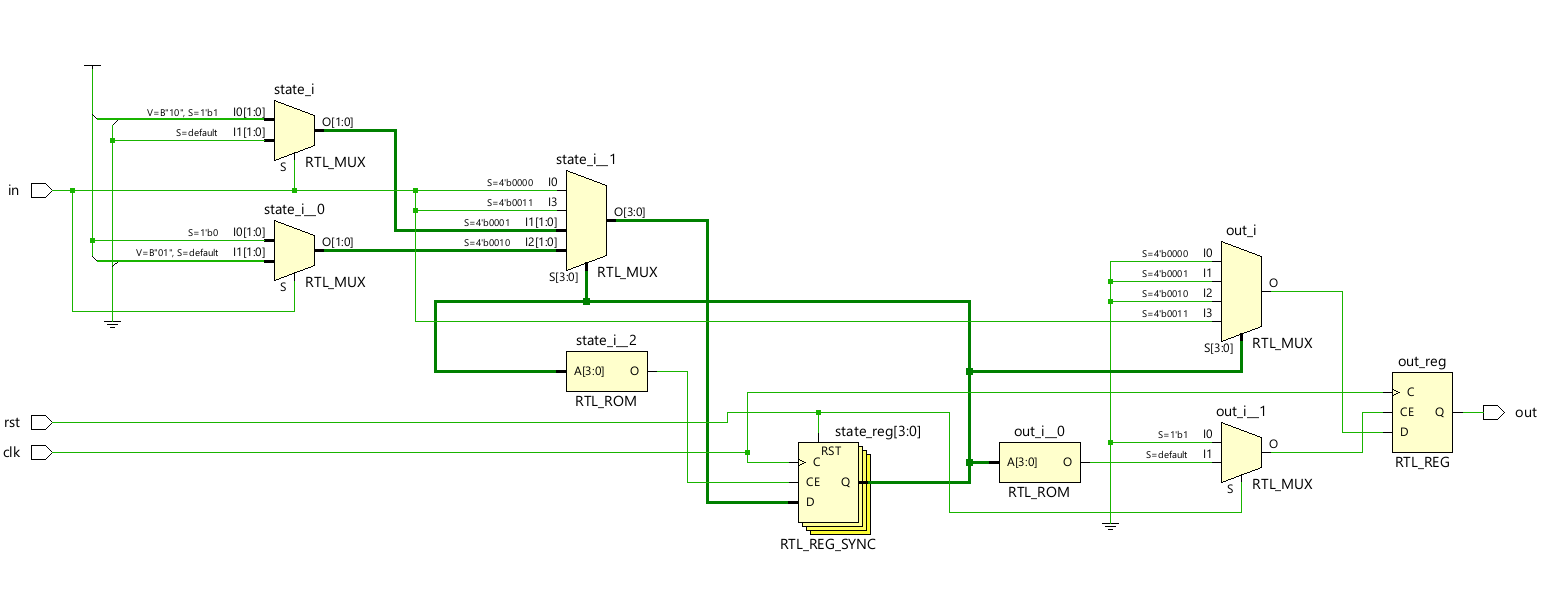 state_i
V=B"10", S=1'b1 I0[1:0]
S=default I1[1:0]
O[1:0]
S
RTL_MUX
in
state_i__0
S=1'b0 I0[1:0]
V=B"01", S=default I1[1:0]
O[1:0]
S
RTL_MUX
state_i__1
S=4'b0000 I0
S=4'b0011 I3
S=4'b0001 I1[1:0]
S=4'b0010 I2[1:0]
O[3:0]
S[3:0]
RTL_MUX
out_i
S=4'b0000 I0
S=4'b0001 I1
S=4'b0010 I2
S=4'b0011 I3
O
S[3:0]
RTL_MUX
state_i__2
A[3:0] O
RTL_ROM
rst
clk
state_reg[3:0]
RST
C
CE Q
D
RTL_REG_SYNC
out_i__0
A[3:0] O
RTL_ROM
out_i__1
S=1'b1 I0
S=default I1
O
S
RTL_MUX
out_reg
C
CE Q
D
RTL_REG
out